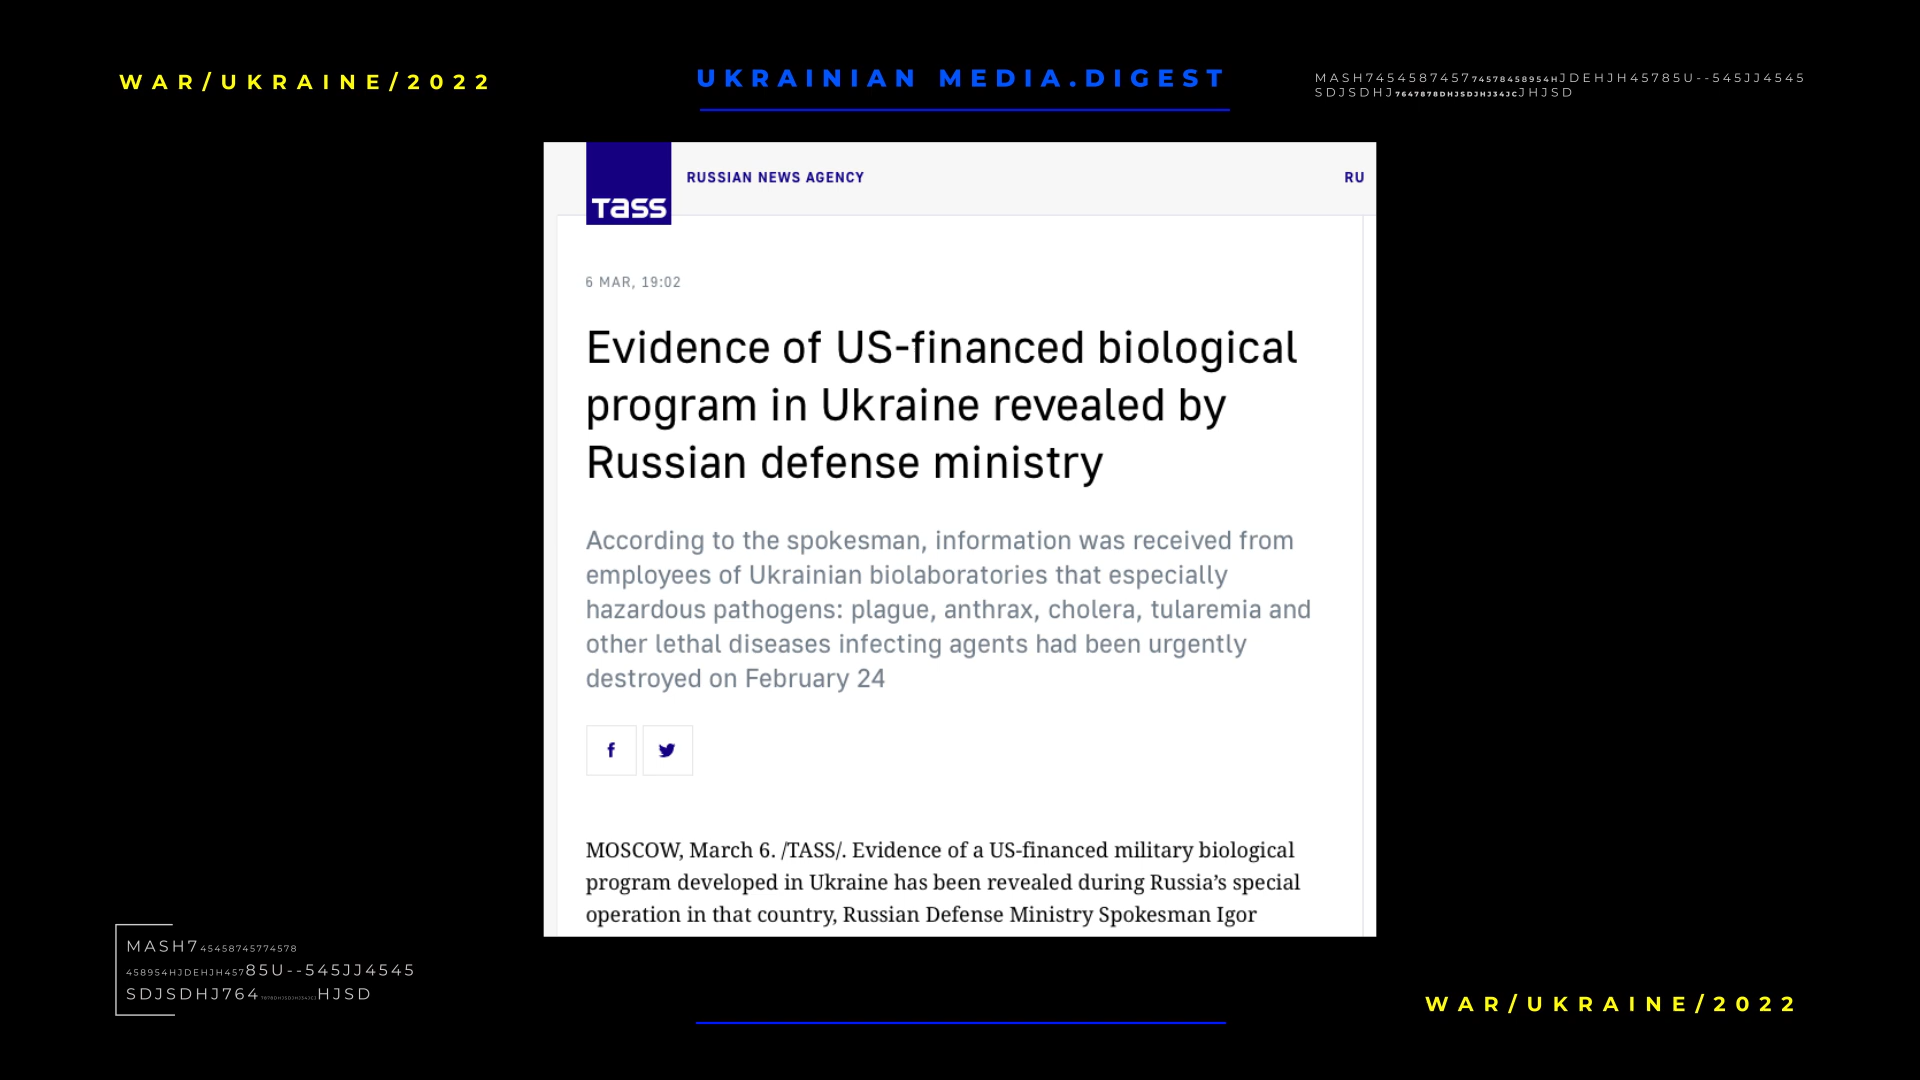 WAR/UKRAINE/2022
UKRAINIAN MEDIA.DIGEST
MASH745458745774578458954HJDEHJH45785U--545JJ4545
SDJSDHJ7647878DHJSDJHJ34JCJHJSD
Tass
RUSSIAN NEWS AGENCY
RU
6 MAR, 19:02
Evidence of US-financed biological
program in Ukraine revealed by
Russian defense ministry
According to the spokesman, information was received from
employees of Ukrainian biolaboratories that especially
hazardous pathogens: plague, anthrax, cholera, tularemia and
other lethal diseases infecting agents had been urgently
destroyed on February 24
MOSCOW, March 6. /TASS/. Evidence of a US-financed military biological
program developed in Ukraine has been revealed during Russia’s special
operation in that country, Russian Defense Ministry Spokesman Igor
MASH745458745774578
458954HJDEHJH45785U--545JJ4545
SDJSDHJ764 HJSD
WAR/UKRAINE/2022